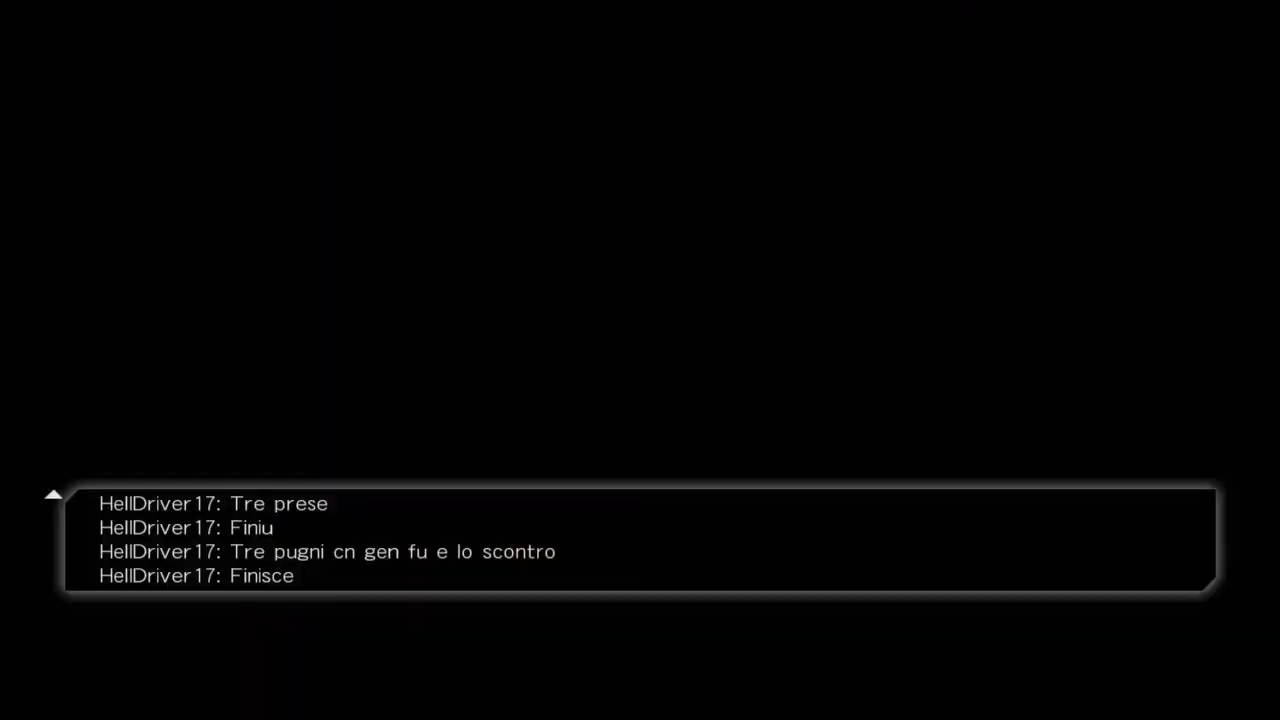 HellDriver17: Tre prese
HellDriver17: Finiu
HellDriver17: Tre pugni cn gen fu e lo scontro
HellDriver17: Finisce